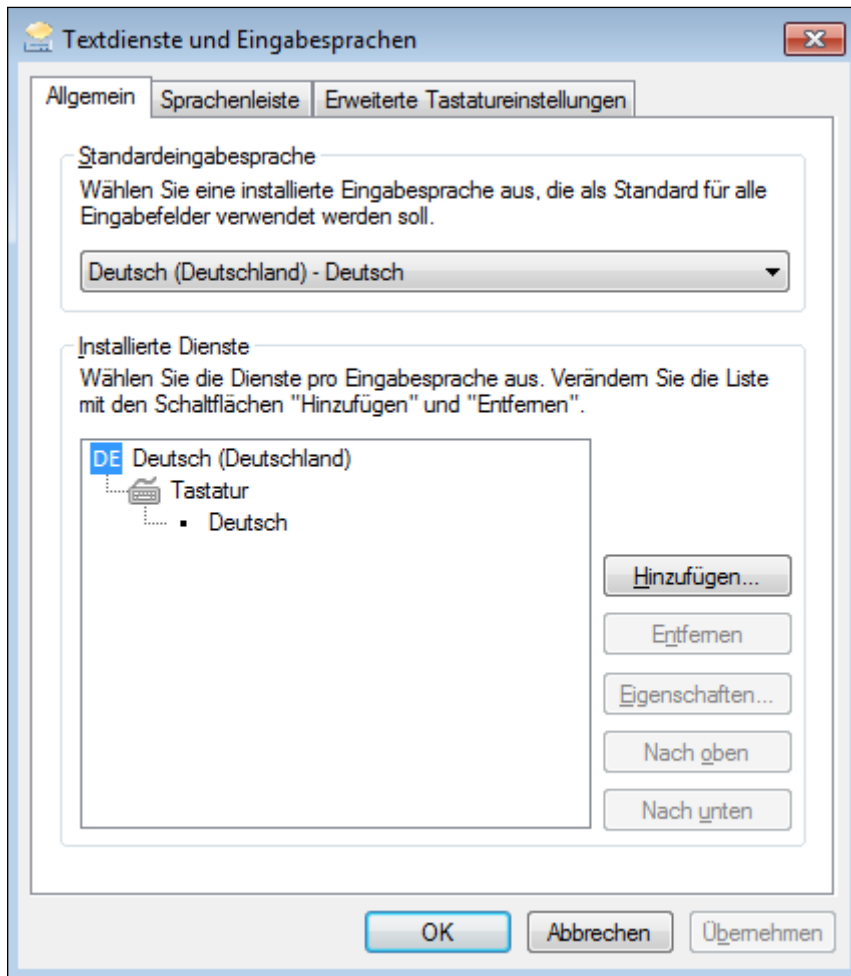 Textdienste und Eingabesprachen
Allgemein Sprachenleiste Erweiterte Tastatureinstellungen
Standardeingabesprache
Wählen Sie eine installierte Eingabesprache aus, die als Standard für alle
Eingabefelder verwendet werden soll.
Deutsch (Deutschland) - Deutsch
Installierte Dienste
Wählen Sie die Dienste pro Eingabesprache aus. Verändern Sie die Liste
mit den Schaltflächen "Hinzufügen" und "Entfernen".
DE Deutsch (Deutschland)
Tastatur
Deutsch
Hinzufügen...
Entfernen
Eigenschaften...
Nach oben
Nach unten
OK Abbrechen Übernehmen